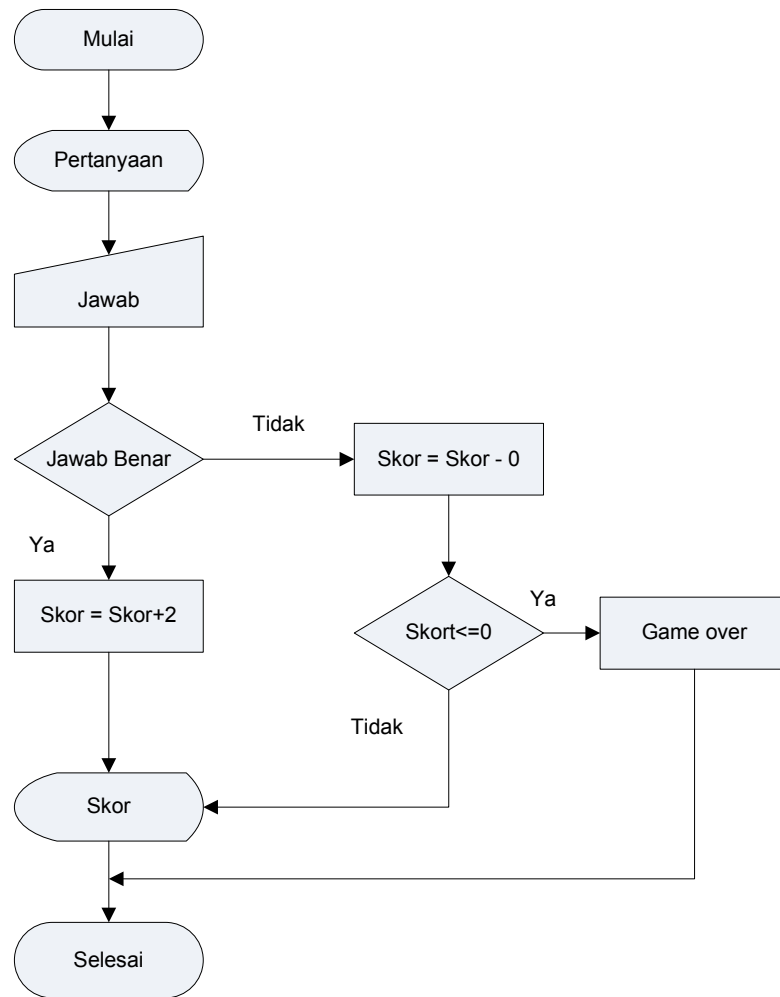 Mulai
Pertanyaan
Jawab
Jawab Benar
Tidak
Skor = Skor - 0
Ya
Skor = Skor+2
Skort<=0
Ya
Game over
Tidak
Skor
Selesai